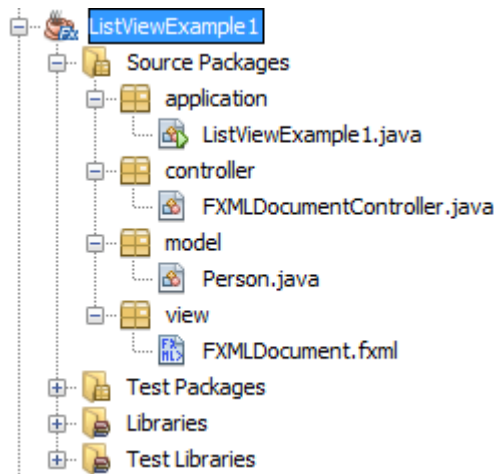 ListViewExample1
Source Packages
application
ListViewExample1.java
controller
FXMLDocumentController.java
model
Person.java
view
FXMLDocument.fxml
Test Packages
Libraries
Test Libraries